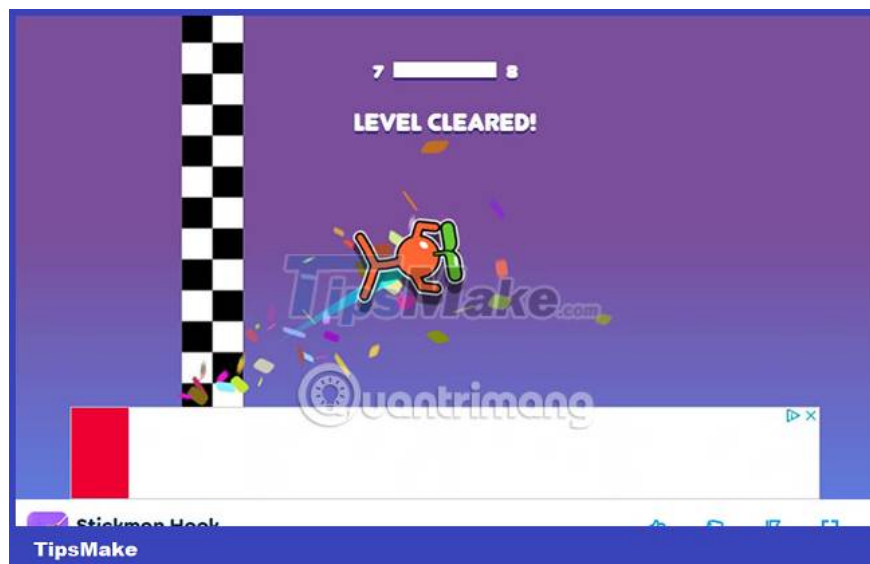 7 8
LEVEL CLEARED!
TipsMake.com
Quantrimang
Stickman Hook
TipsMake